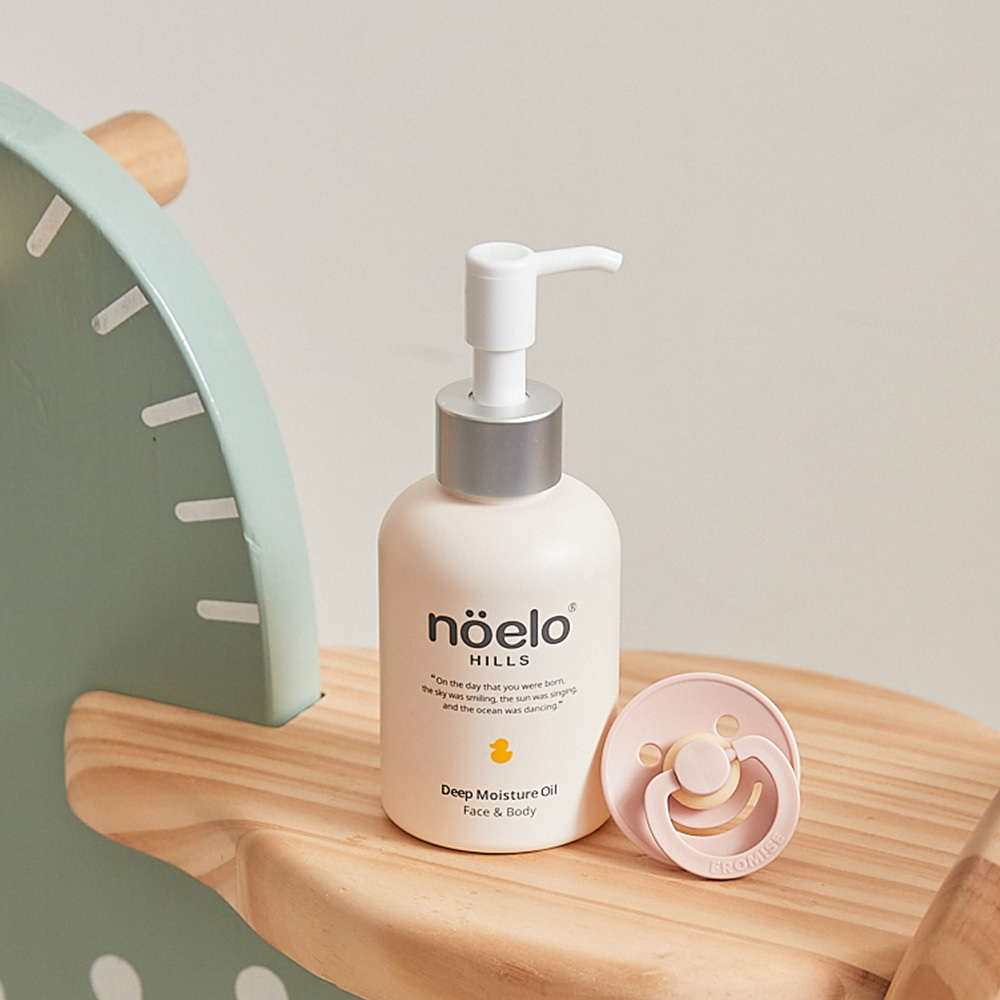 nöelo®
HILLS
“On the day that you were born,
the sky was smiling, the sun was singing,
and the ocean was dancing.”
Deep Moisture Oil
Face & Body
FROMISE